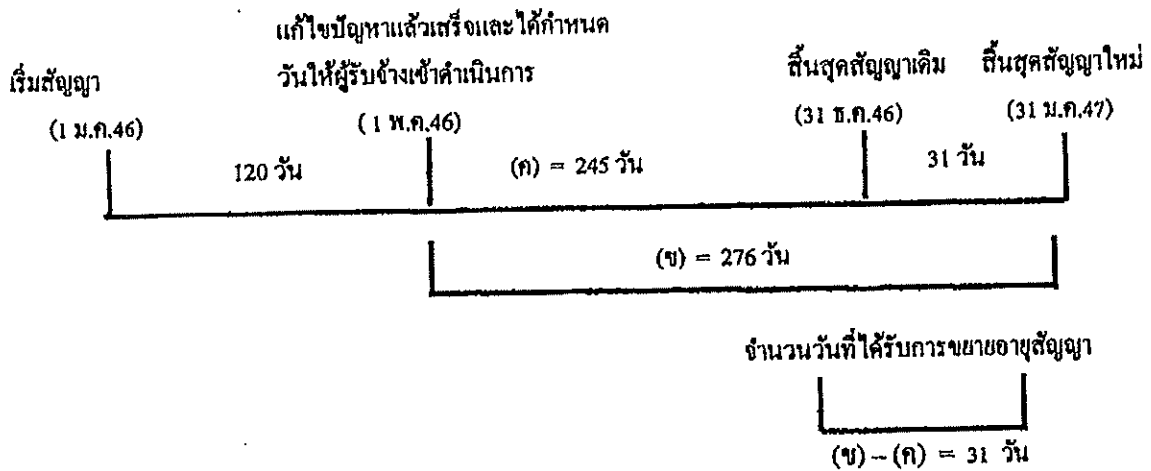 แก้ไขปัญหาแล้วเสร็จและได้กำหนด
วันให้ผู้รับจ้างเข้าดำเนินการ
เริ่มสัญญา
สิ้นสุดสัญญาเดิม
สิ้นสุดสัญญาใหม่
(1 ม.ค.46)
(1 พ.ค.46)
(31 ธ.ค.46)
(31 ม.ค.47)
120 วัน
(ค) = 245 วัน
31 วัน
(ข) = 276 วัน
จำนวนวันที่ได้รับการขยายอายุสัญญา
(ข) – (ค) = 31 วัน